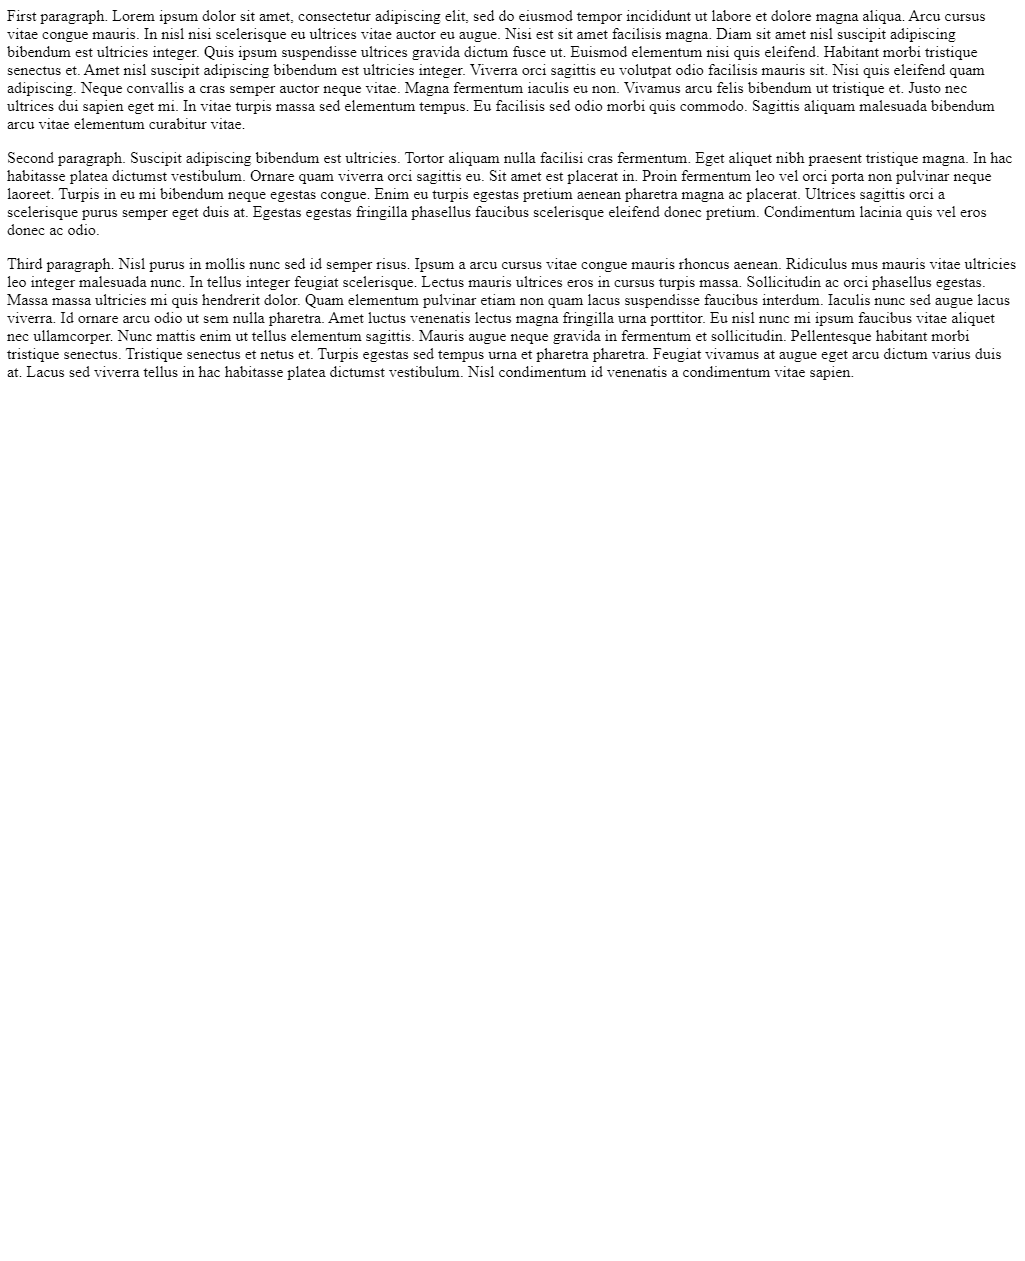 First paragraph. Lorem ipsum dolor sit amet, consectetur adipiscing elit, sed do eiusmod tempor incididunt ut labore et dolore magna aliqua. Arcu cursus
vitae congue mauris. In nisl nisi scelerisque eu ultrices vitae auctor eu augue. Nisi est sit amet facilisis magna. Diam sit amet nisl suscipit adipiscing
bibendum est ultricies integer. Quis ipsum suspendisse ultrices gravida dictum fusce ut. Euismod elementum nisi quis eleifend. Habitant morbi tristique
senectus et. Amet nisl suscipit adipiscing bibendum est ultricies integer. Viverra orci sagittis eu volutpat odio facilisis mauris sit. Nisi quis eleifend quam
adipiscing. Neque convallis a cras semper auctor neque vitae. Magna fermentum iaculis eu non. Vivamus arcu felis bibendum ut tristique et. Justo nec
ultrices dui sapien eget mi. In vitae turpis massa sed elementum tempus. Eu facilisis sed odio morbi quis commodo. Sagittis aliquam malesuada bibendum
arcu vitae elementum curabitur vitae.
Second paragraph. Suscipit adipiscing bibendum est ultricies. Tortor aliquam nulla facilisi cras fermentum. Eget aliquet nibh praesent tristique magna. In hac
habitasse platea dictumst vestibulum. Ornare quam viverra orci sagittis eu. Sit amet est placerat in. Proin fermentum leo vel orci porta non pulvinar neque
laoreet. Turpis in eu mi bibendum neque egestas congue. Enim eu turpis egestas pretium aenean pharetra magna ac placerat. Ultrices sagittis orci a
scelerisque purus semper eget duis at. Egestas egestas fringilla phasellus faucibus scelerisque eleifend donec pretium. Condimentum lacinia quis vel eros
donec ac odio.
Third paragraph. Nisl purus in mollis nunc sed id semper risus. Ipsum a arcu cursus vitae congue mauris rhoncus aenean. Ridiculus mus mauris vitae ultricies
leo integer malesuada nunc. In tellus integer feugiat scelerisque. Lectus mauris ultrices eros in cursus turpis massa. Sollicitudin ac orci phasellus egestas.
Massa massa ultricies mi quis hendrerit dolor. Quam elementum pulvinar etiam non quam lacus suspendisse faucibus interdum. Iaculis nunc sed augue lacus
viverra. Id ornare arcu odio ut sem nulla pharetra. Amet luctus venenatis lectus magna fringilla urna porttitor. Eu nisl nunc mi ipsum faucibus vitae aliquet
nec ullamcorper. Nunc mattis enim ut tellus elementum sagittis. Mauris augue neque gravida in fermentum et sollicitudin. Pellentesque habitant morbi
tristique senectus. Tristique senectus et netus et. Turpis egestas sed tempus urna et pharetra pharetra. Feugiat vivamus at augue eget arcu dictum varius duis
at. Lacus sed viverra tellus in hac habitasse platea dictumst vestibulum. Nisl condimentum id venenatis a condimentum vitae sapien.